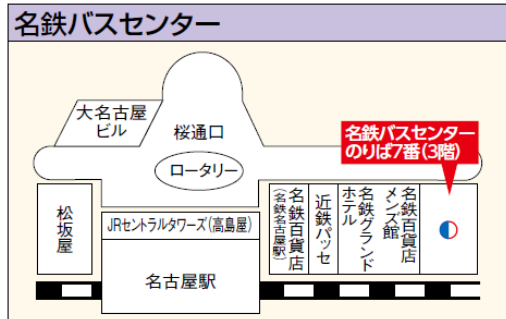 名鉄バスセンター
大名古屋
ビル
桜通口
ロータリー
名鉄バスセンター
のりば7番(3階)
松坂屋
JRセントラルタワーズ(高島屋)
名古屋駅
名鉄百貨店
(名鉄名古屋駅)
近鉄パッセ
名鉄グランド
ホテル
名鉄百貨店
メンズ館